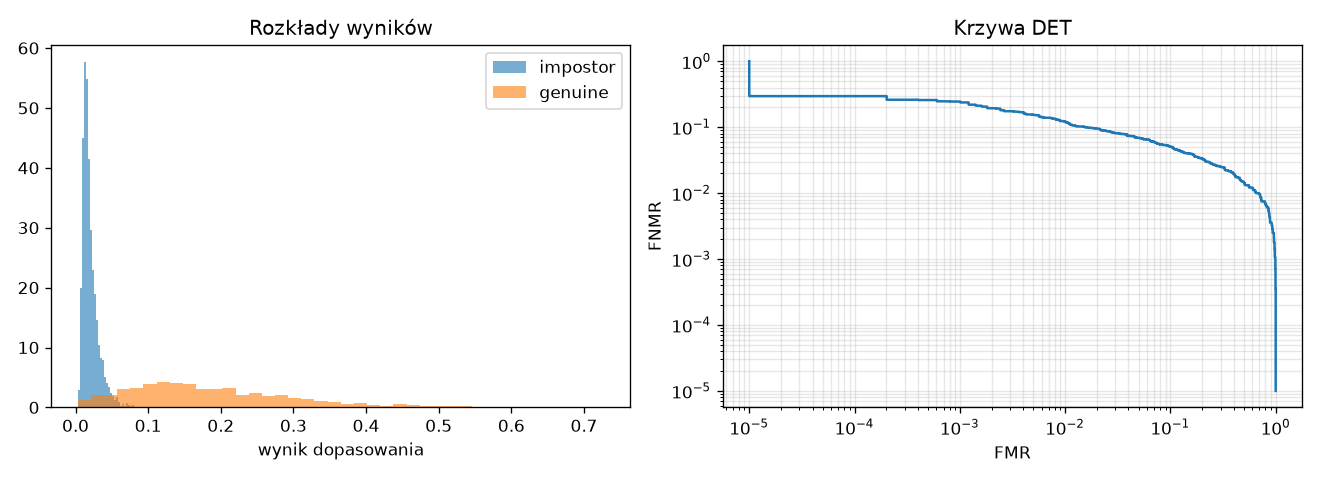 Rozkłady wyników
60
50
40
30
20
10
0
impostor
genuine
0.0 0.1 0.2 0.3 0.4 0.5 0.6 0.7
wynik dopasowania
Krzywa DET
FNMR
10⁰
10⁻¹
10⁻²
10⁻³
10⁻⁴
10⁻⁵
10⁻⁵ 10⁻⁴ 10⁻³ 10⁻² 10⁻¹ 10⁰
FMR